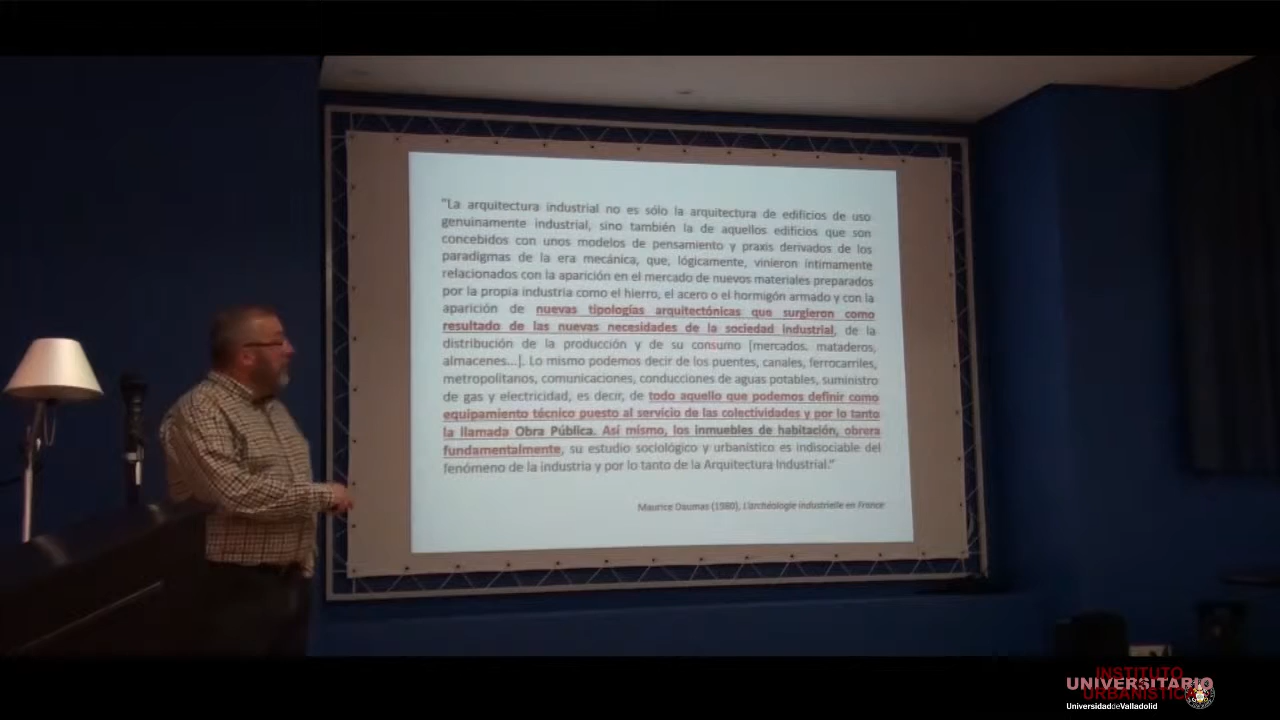 "La arquitectura industrial no es sólo la arquitectura de edificios de uso
genuinamente industrial, sino también la de aquellos edificios que son
concebidos con unos modelos de pensamiento y praxis derivados de los
paradigmas de la era mecánica, que, lógicamente, vinieron íntimamente
relacionados con la aparición en el mercado de nuevos materiales preparados
por la propia industria como el hierro, el acero o el hormigón armado y con la
aparición de nuevas tipologías arquitectónicas que surgieron como
resultado de las nuevas necesidades de la sociedad industrial, de la
distribución de la producción y de su consumo [mercados, mataderos,
almacenes...]. Lo mismo podemos decir de los puentes, canales, ferrocarriles,
metropolitanos, comunicaciones, conducciones de aguas potables, suministro
de gas y electricidad, es decir, de todo aquello que podemos definir como
equipamiento técnico puesto al servicio de las colectividades y por lo tanto
la llamada Obra Pública. Así mismo, los inmuebles de habitación, obrera
fundamentalmente, su estudio sociológico y urbanístico es indisociable del
fenómeno de la industria y por lo tanto de la Arquitectura Industrial."
Maurice Daumas (1980), L'archéologie industrielle en France
INSTITUTO
UNIVERSITARIO
URBANÍSTICA
UniversidaddeValladolid